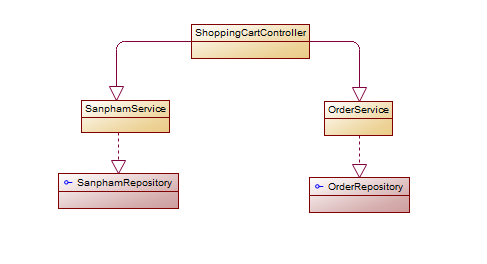 ShoppingCartController
SanphamService
OrderService
SanphamRepository
OrderRepository